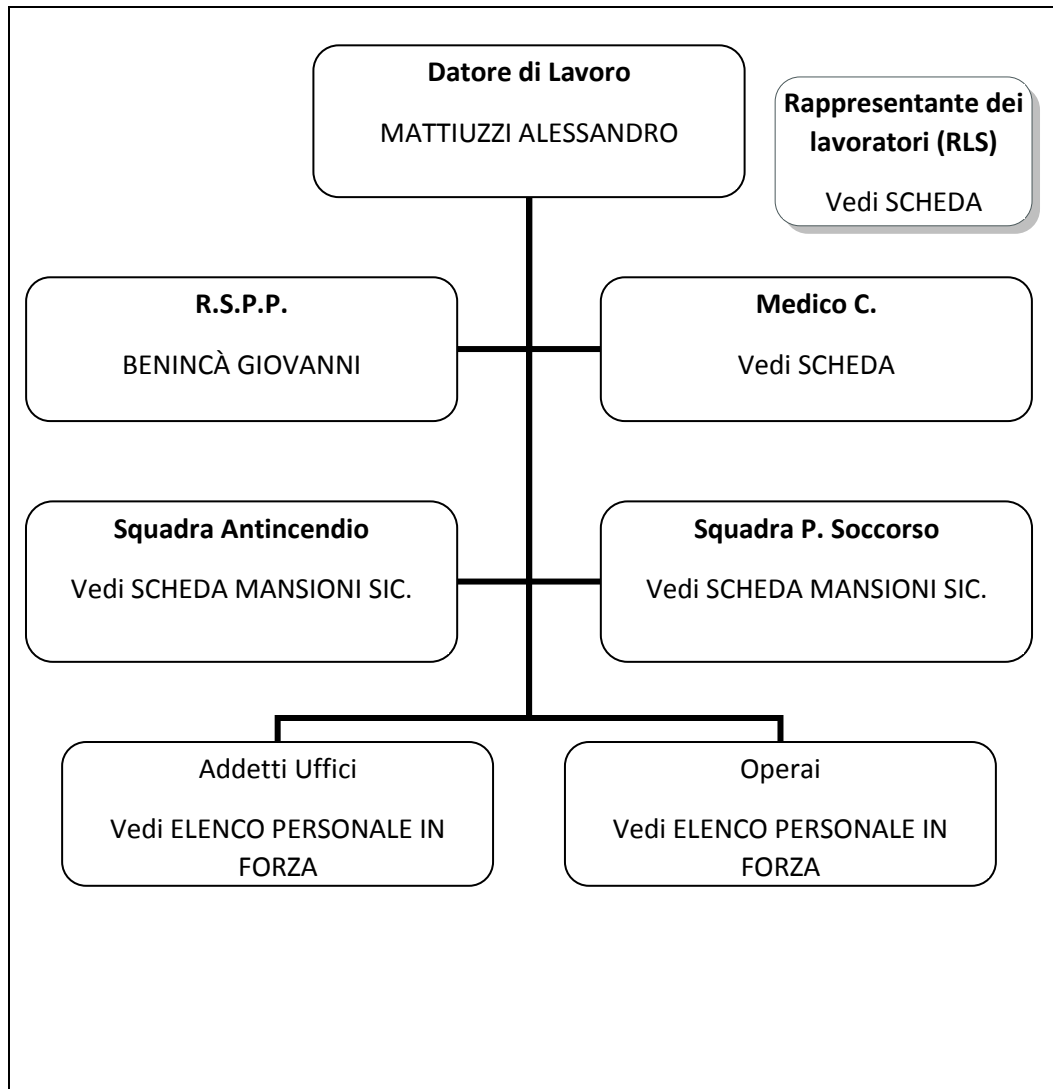 Datore di Lavoro
MATTIUZZI ALESSANDRO
Rappresentante dei
lavoratori (RLS)
Vedi SCHEDA
R.S.P.P.
BENINCÀ GIOVANNI
Medico C.
Vedi SCHEDA
Squadra Antincendio
Vedi SCHEDA MANSIONI SIC.
Squadra P. Soccorso
Vedi SCHEDA MANSIONI SIC.
Addetti Uffici
Vedi ELENCO PERSONALE IN
FORZA
Operai
Vedi ELENCO PERSONALE IN
FORZA